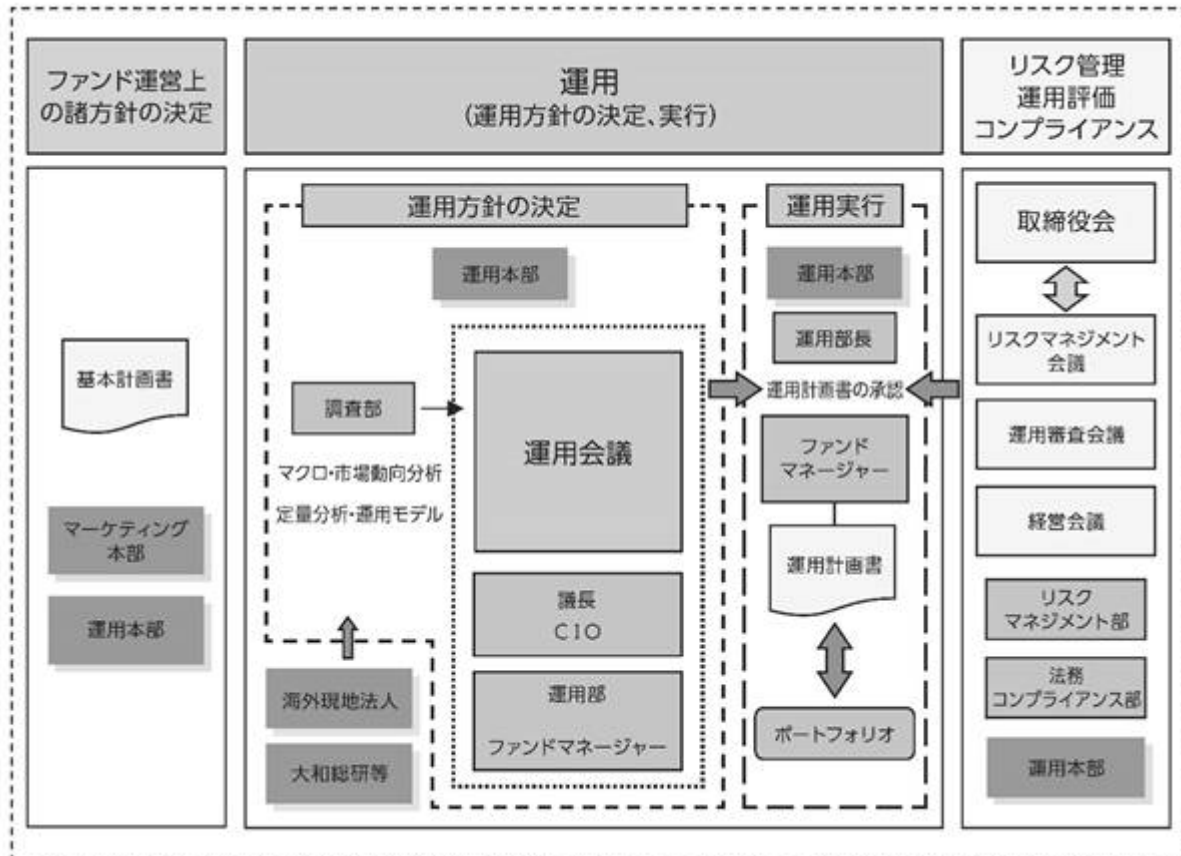 ファンド運営上
の諸方針の決定
運用
(運用方針の決定、実行)
リスク管理
運用評価
コンプライアンス
基本計画書
マーケティング
本部
運用本部
運用方針の決定
運用本部
調査部
マクロ・市場動向分析
定量分析・運用モデル
海外現地法人
大和総研等
運用会議
議長
CIO
運用部
ファンドマネージャー
運用実行
運用本部
運用部長
運用計画書の承認
ファンド
マネージャー
運用計画書
ポートフォリオ
取締役会
リスクマネジメント
会議
運用審査会議
経営会議
リスク
マネジメント部
法務
コンプライアンス部
運用本部